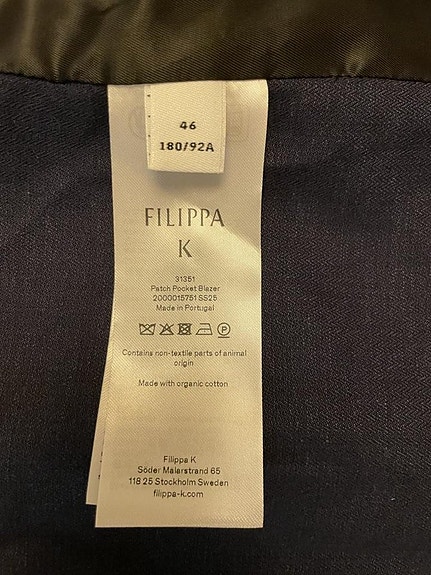 46
180/92A
FILIPPA
K
31351
Patch Pocket Blazer
2000015751 SS25
Made in Portugal
P
Contains non-textile parts of animal
origin
Made with organic cotton
Filippa K
Söder Mälarstrand 65
118 25 Stockholm Sweden
filippa-k.com